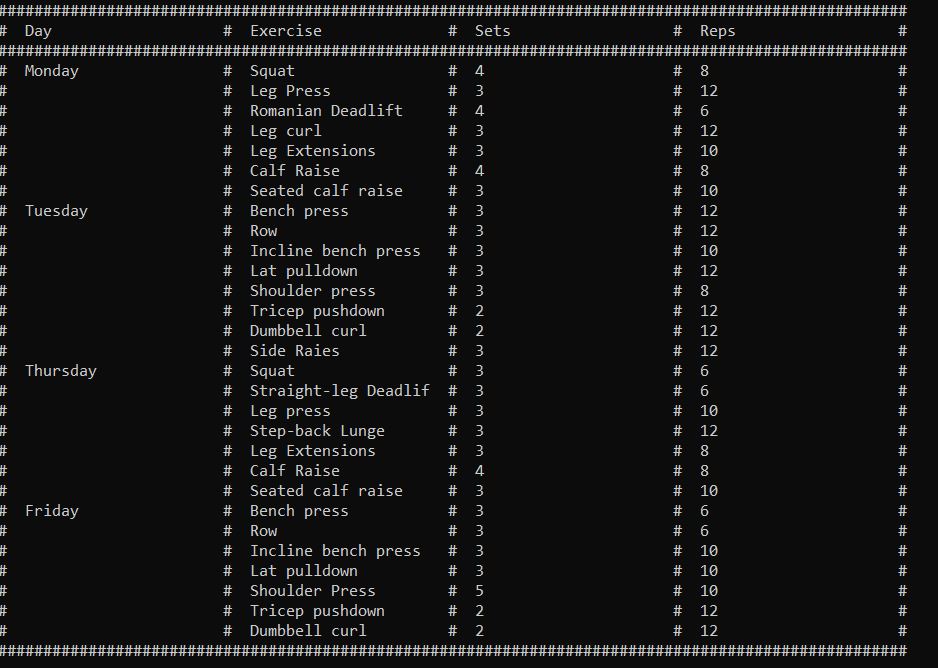 #####################################################################################################
#  Day                   #  Exercise              #  Sets                  #  Reps                  #
#####################################################################################################
#  Monday                #  Squat                 #  4                     #  8                     #
#                        #  Leg Press             #  3                     #  12                    #
#                        #  Romanian Deadlift     #  4                     #  6                     #
#                        #  Leg curl              #  3                     #  12                    #
#                        #  Leg Extensions        #  3                     #  10                    #
#                        #  Calf Raise            #  4                     #  8                     #
#                        #  Seated calf raise     #  3                     #  10                    #
#  Tuesday               #  Bench press           #  3                     #  12                    #
#                        #  Row                   #  3                     #  12                    #
#                        #  Incline bench press   #  3                     #  10                    #
#                        #  Lat pulldown          #  3                     #  12                    #
#                        #  Shoulder press        #  3                     #  8                     #
#                        #  Tricep pushdown       #  2                     #  12                    #
#                        #  Dumbbell curl         #  2                     #  12                    #
#                        #  Side Raies            #  3                     #  12                    #
#  Thursday              #  Squat                 #  3                     #  6                     #
#                        #  Straight-leg Deadlif  #  3                     #  6                     #
#                        #  Leg press             #  3                     #  10                    #
#                        #  Step-back Lunge       #  3                     #  12                    #
#                        #  Leg Extensions        #  3                     #  8                     #
#                        #  Calf Raise            #  4                     #  8                     #
#                        #  Seated calf raise     #  3                     #  10                    #
#  Friday                #  Bench press           #  3                     #  6                     #
#                        #  Row                   #  3                     #  6                     #
#                        #  Incline bench press   #  3                     #  10                    #
#                        #  Lat pulldown          #  3                     #  10                    #
#                        #  Shoulder Press        #  5                     #  10                    #
#                        #  Tricep pushdown       #  2                     #  12                    #
#                        #  Dumbbell curl         #  2                     #  12                    #
#####################################################################################################